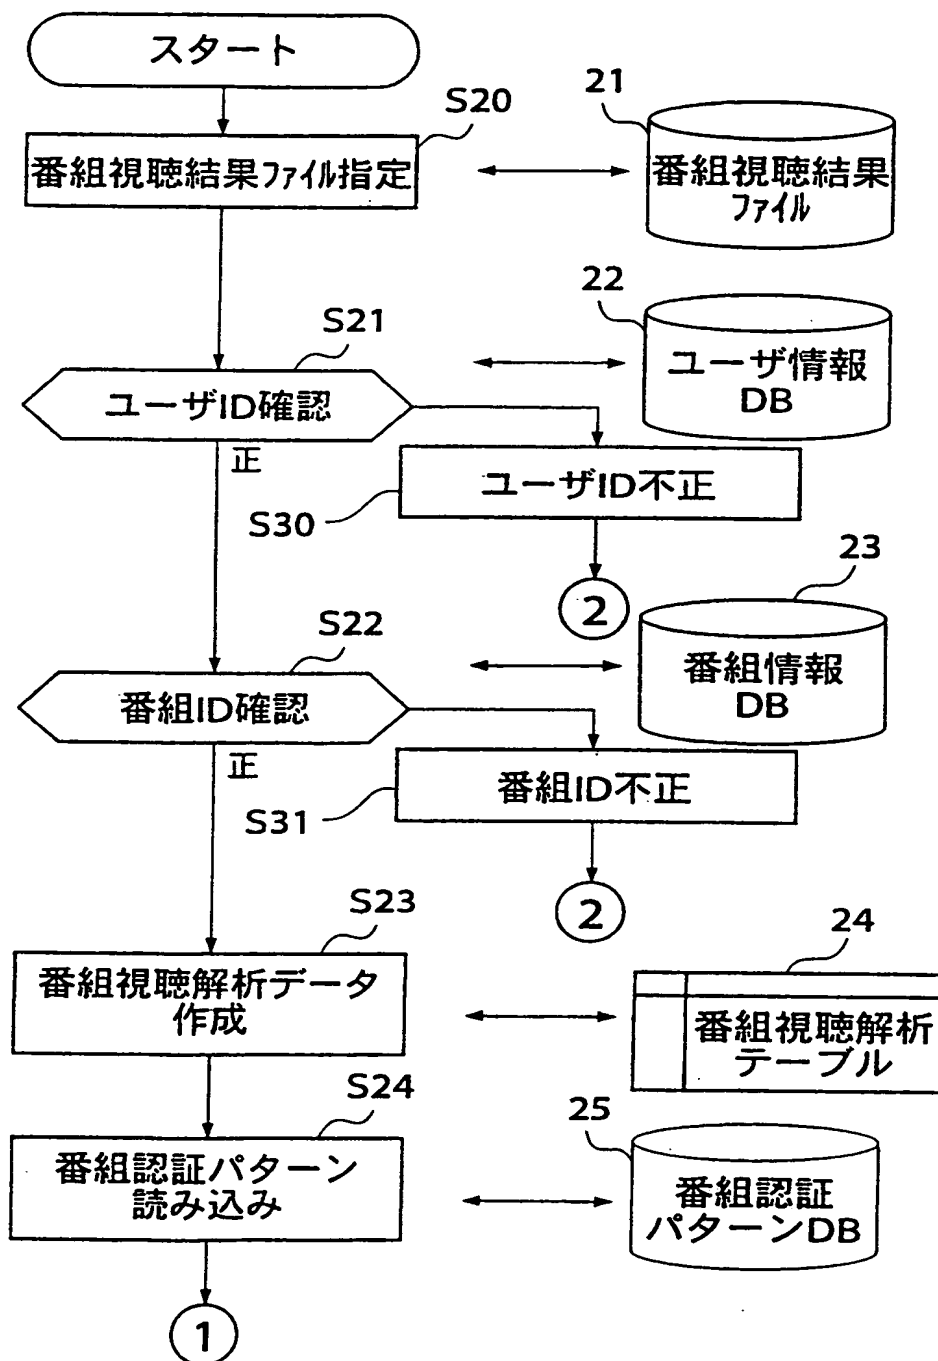 スタート
S20
番組視聴結果ファイル指定
21
番組視聴結果
ファイル
S21
ユーザID確認
正
22
ユーザ情報
DB
ユーザID不正
S30
2
S22
番組ID確認
正
23
番組情報
DB
番組ID不正
S31
2
S23
番組視聴解析データ
作成
24
番組視聴解析
テーブル
S24
番組認証パターン
読み込み
25
番組認証
パターンDB
1